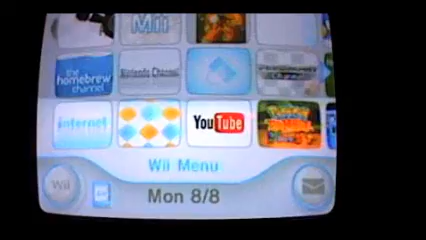 Mii
the
homebrew
channel
Nintendo Channel
internet
YouTube
Wii Menu
Wii
Mon 8/8